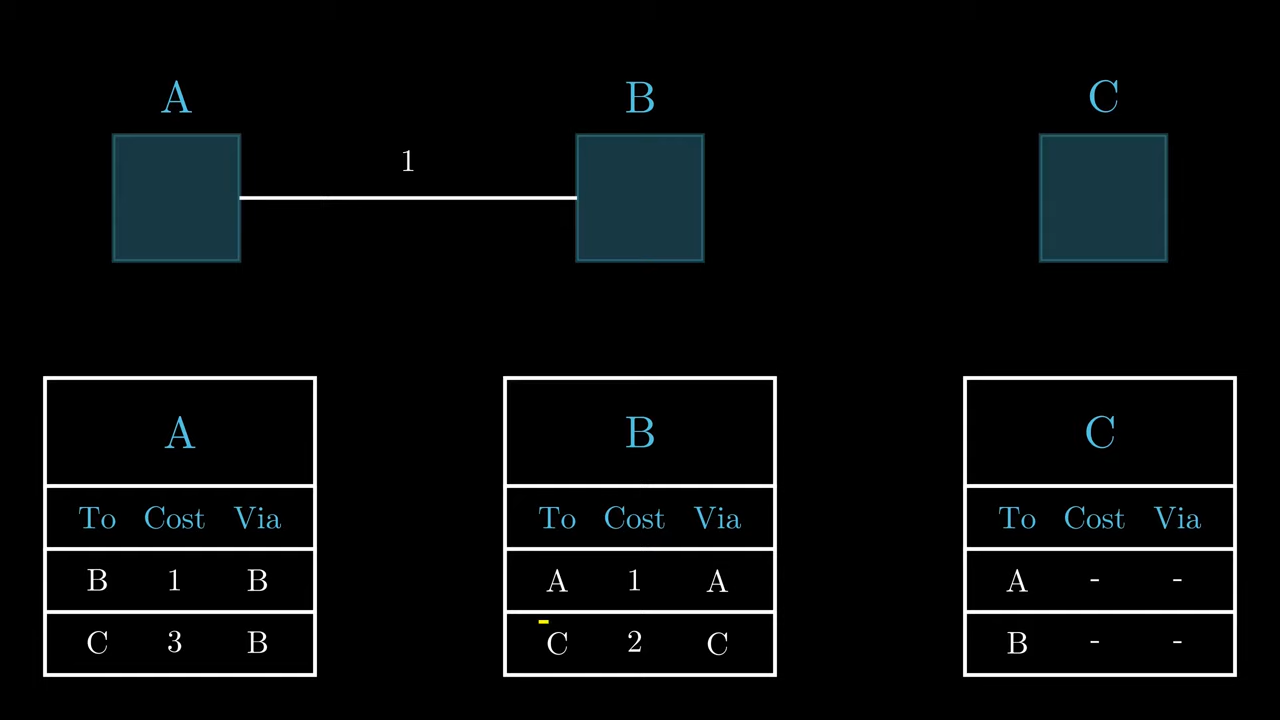 A B C
1
A B C
To Cost Via To Cost Via To Cost Via
B 1 B A 1 A A - -
C 3 B C 2 C B - -